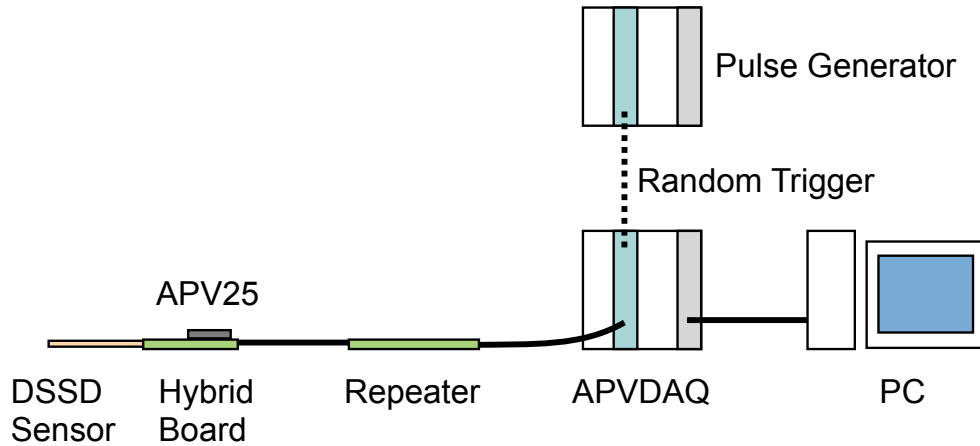 Pulse Generator
Random Trigger
APV25
DSSD
Sensor
Hybrid
Board
Repeater
APVDAQ
PC